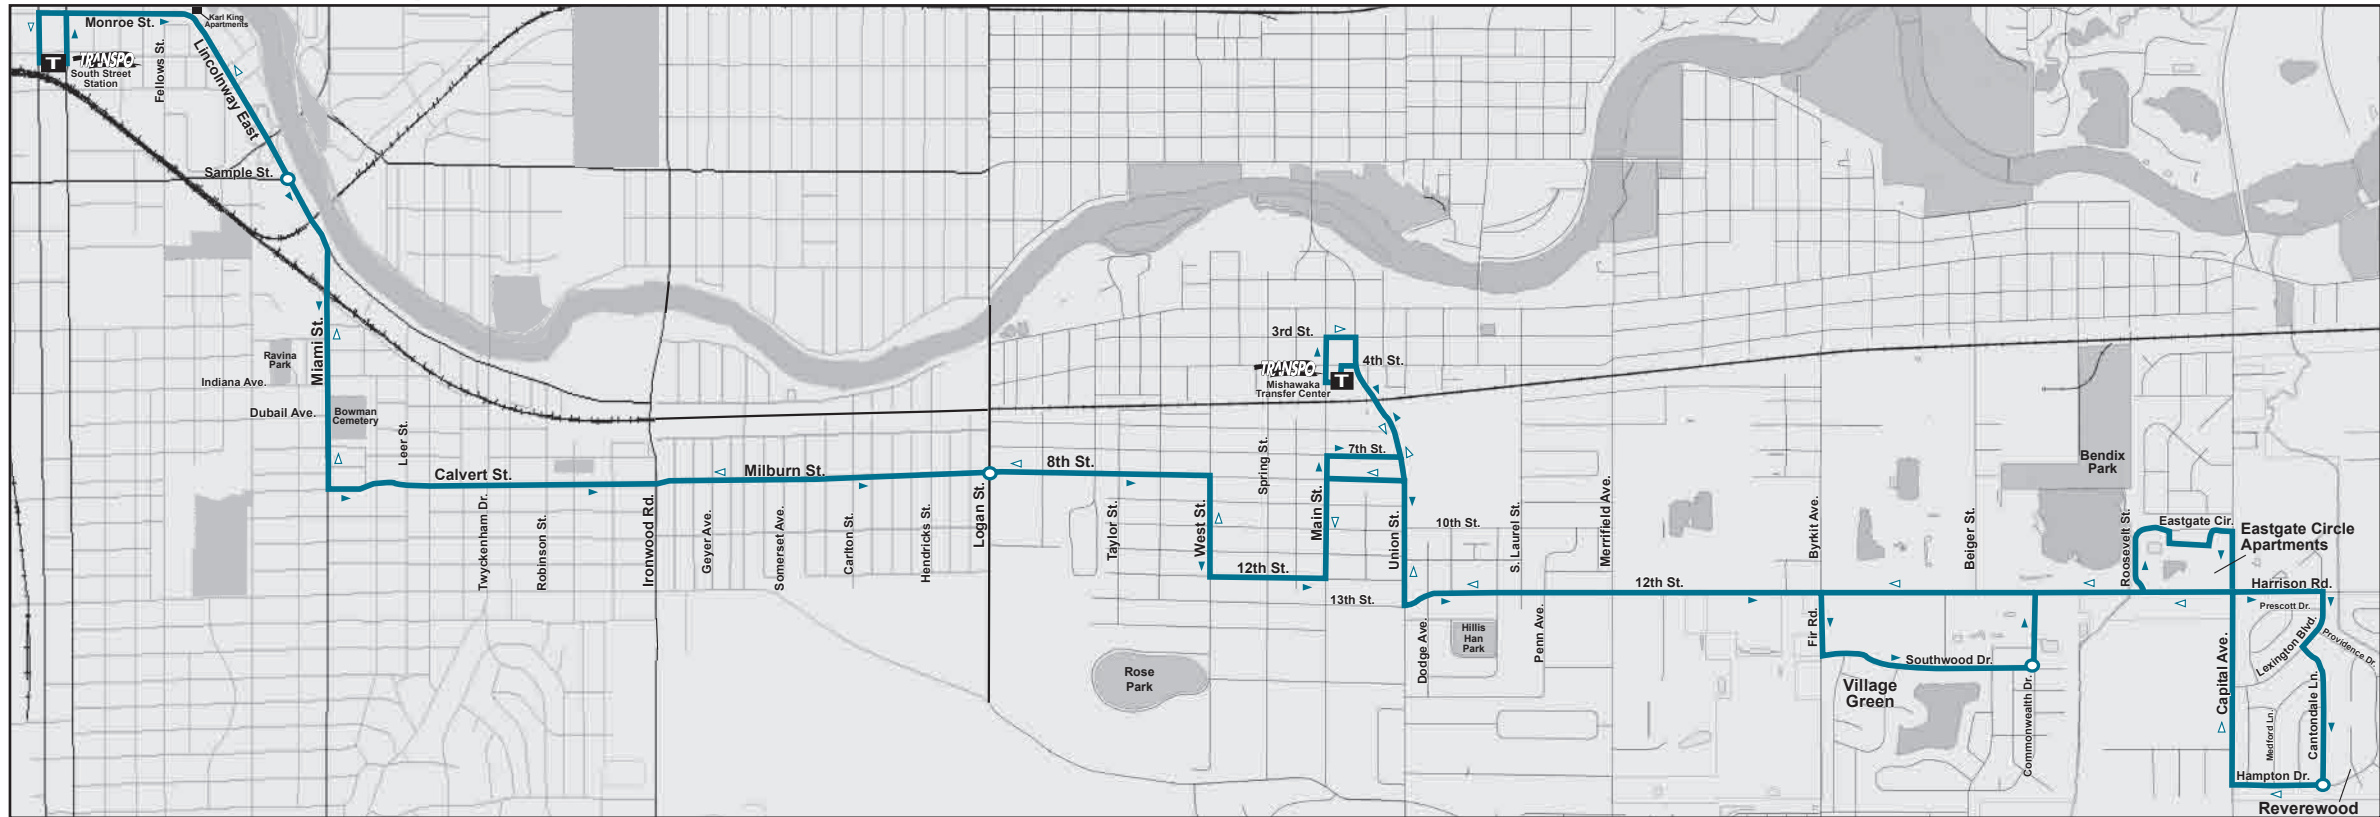 Monroe St.
Karl King
Apartments
T
TRANSPO
South Street
Station
Fellows St.
Lincolnway East
Sample St.
Miami St.
Ravina
Park
Indiana Ave.
Dubail Ave.
Bowman
Cemetery
Leer St.
Calvert St.
Twyckenham Dr.
Robinson St.
Ironwood Rd.
Milburn St.
Geyer Ave.
Somerset Ave.
Carlton St.
Hendricks St.
Logan St.
8th St.
Taylor St.
West St.
Spring St.
12th St.
Rose
Park
3rd St.
4th St.
TRANSPO
T
Mishawaka
Transfer Center
7th St.
Main St.
Union St.
13th St.
10th St.
Dodge Ave.
Hillis
Han
Park
S. Laurel St.
Penn Ave.
Merrifield Ave.
12th St.
Byrkit Ave.
Fir Rd.
Southwood Dr.
Village
Green
Beiger St.
Commonwealth Dr.
Bendix
Park
Roosevelt St.
Eastgate Cir.
Eastgate Circle
Apartments
Harrison Rd.
Prescott Dr.
Lexington Blvd.
Providence Dr.
Capital Ave.
Medford Ln.
Cantondale Ln.
Hampton Dr.
Reverewood